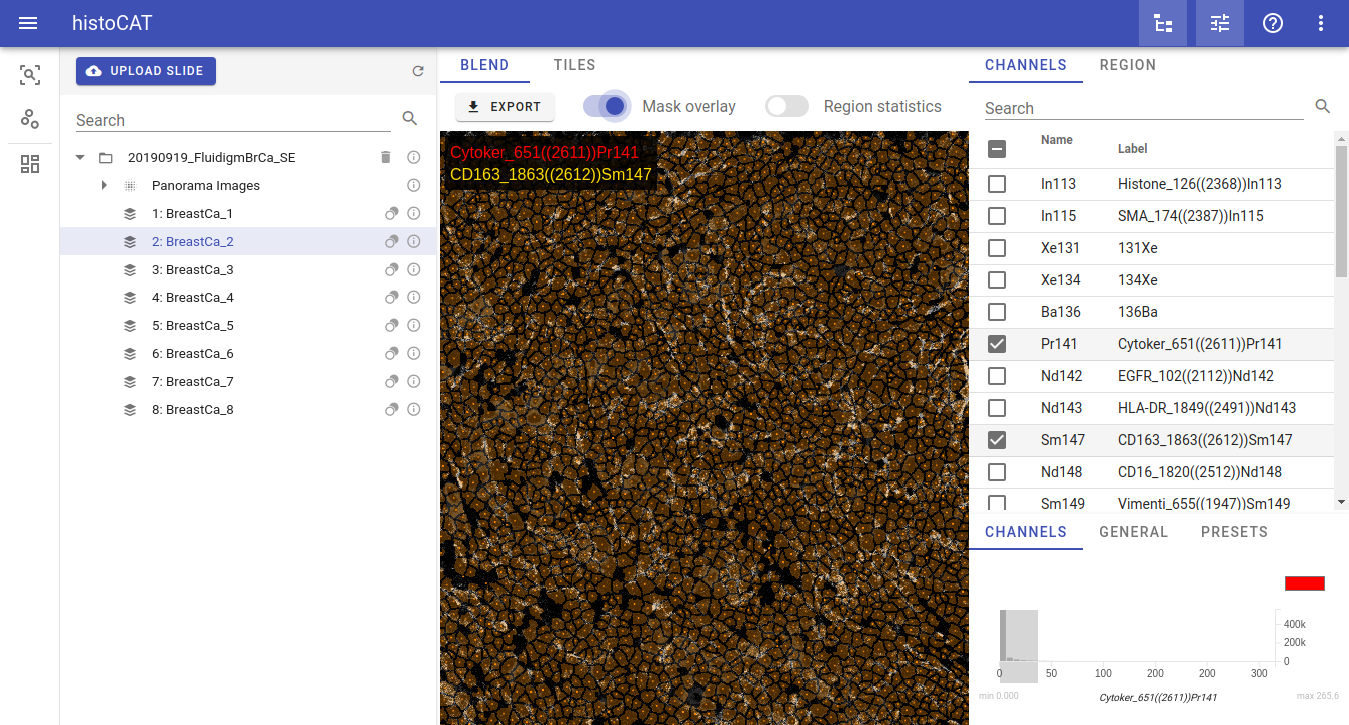 histoCAT
UPLOAD SLIDE
Search
20190919_FluidigmBrCa_SE
Panorama Images
1: BreastCa_1
2: BreastCa_2
3: BreastCa_3
4: BreastCa_4
5: BreastCa_5
6: BreastCa_6
7: BreastCa_7
8: BreastCa_8
BLEND TILES
EXPORT Mask overlay Region statistics
Cytoker_651((2611))Pr141
CD163_1863((2612))Sm147
CHANNELS REGION
Search
Name Label
In113 Histone_126((2368))In113
In115 SMA_174((2387))In115
Xe131 131Xe
Xe134 134Xe
Ba136 136Ba
Pr141 Cytoker_651((2611))Pr141
Nd142 EGFR_102((2112))Nd142
Nd143 HLA-DR_1849((2491))Nd143
Sm147 CD163_1863((2612))Sm147
Nd148 CD16_1820((2512))Nd148
Sm149 Vimenti_655((1947))Sm149
CHANNELS GENERAL PRESETS
400k
200k
0
0 50 100 200 200 300
min 0.000 Cytoker_651((2611))Pr141 max 265.6